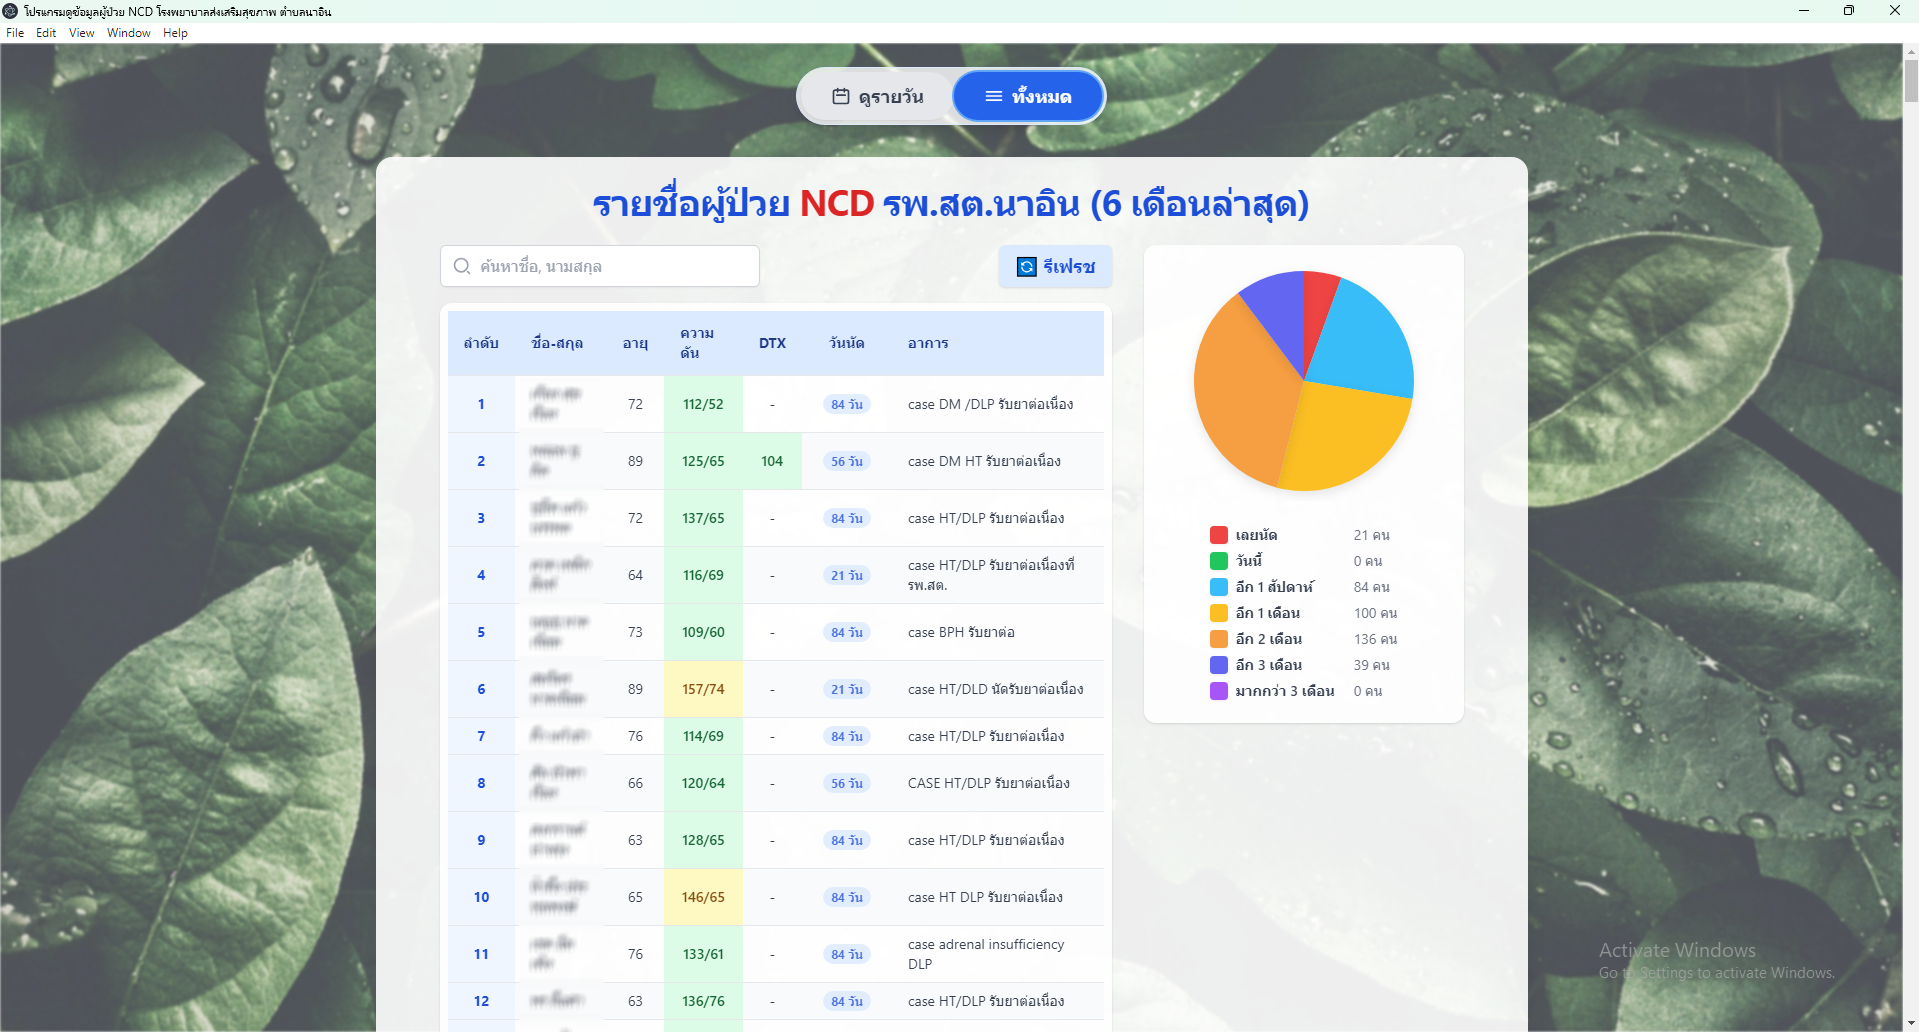 โปรแกรมดูข้อมูลผู้ป่วย NCD โรงพยาบาลส่งเสริมสุขภาพ ตำบลนาอิน
File Edit View Window Help
ดูรายวัน ทั้งหมด
รายชื่อผู้ป่วย NCD รพ.สต.นาอิน (6 เดือนล่าสุด)
ค้นหาชื่อ, นามสกุล รีเฟรช
ลำดับ ชื่อ-สกุล อายุ ความดัน DTX วันนัด อาการ
1 72 112/52 - 84 วัน case DM /DLP รับยาต่อเนื่อง
2 89 125/65 104 56 วัน case DM HT รับยาต่อเนื่อง
3 72 137/65 - 84 วัน case HT/DLP รับยาต่อเนื่อง
4 64 116/69 - 21 วัน case HT/DLP รับยาต่อเนื่องที่
รพ.สต.
5 73 109/60 - 84 วัน case BPH รับยาต่อ
6 89 157/74 - 21 วัน case HT/DLD นัดรับยาต่อเนื่อง
7 76 114/69 - 84 วัน case HT/DLP รับยาต่อเนื่อง
8 66 120/64 - 56 วัน CASE HT/DLP รับยาต่อเนื่อง
9 63 128/65 - 84 วัน case HT/DLP รับยาต่อเนื่อง
10 65 146/65 - 84 วัน case HT DLP รับยาต่อเนื่อง
11 76 133/61 - 84 วัน case adrenal insufficiency
DLP
12 63 136/76 - 84 วัน case HT/DLP รับยาต่อเนื่อง
เลยนัด 21 คน
วันนี้ 0 คน
อีก 1 สัปดาห์ 84 คน
อีก 1 เดือน 100 คน
อีก 2 เดือน 136 คน
อีก 3 เดือน 39 คน
มากกว่า 3 เดือน 0 คน
Activate Windows
Go to Settings to activate Windows.